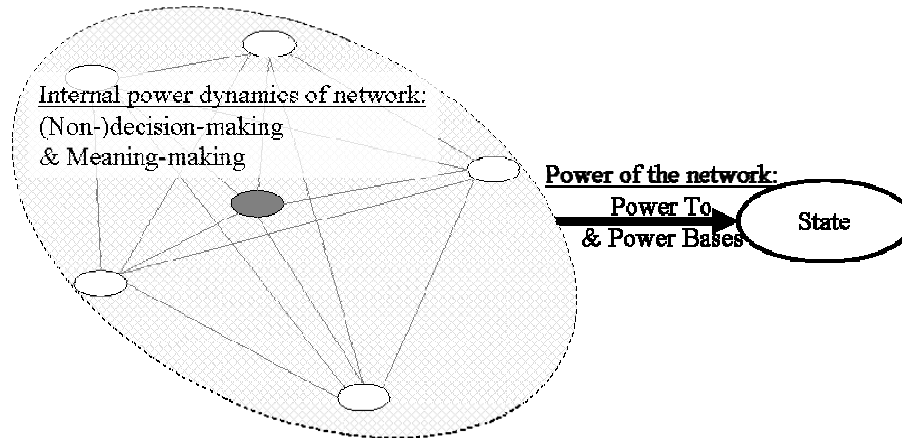 Internal power dynamics of network:
(Non-)decision-making
& Meaning-making
Power of the network:
Power To
& Power Bases
State